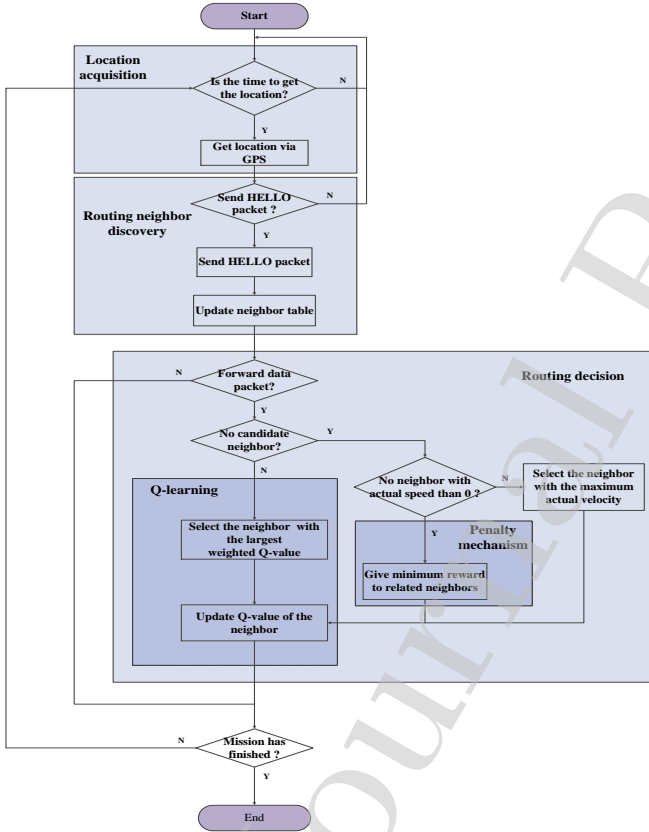 Start
Location
acquisition
Is the time to get
the location?
N
Y
Get location via
GPS
Routing neighbor
discovery
Send HELLO
packet ?
N
Y
Send HELLO packet
Update neighbor table
Routing decision
N
Forward data
packet?
Y
No candidate
neighbor?
Y
N
No neighbor with
actual speed than 0 ?
N
Select the neighbor
with the maximum
actual velocity
Y
Q-learning
Select the neighbor with
the largest
weighted Q-value
Penalty
mechanism
Give minimum reward
to related neighbors
Update Q-value of the
neighbor
N
Mission has
finished ?
Y
End
ournal P